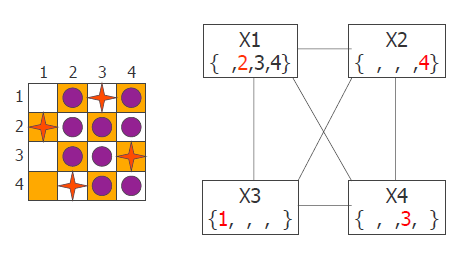 1 2 3 4
1
2
3
4
X1
{ ,2,3,4}
X2
{ , , ,4}
X3
{1, , , }
X4
{ , ,3, }